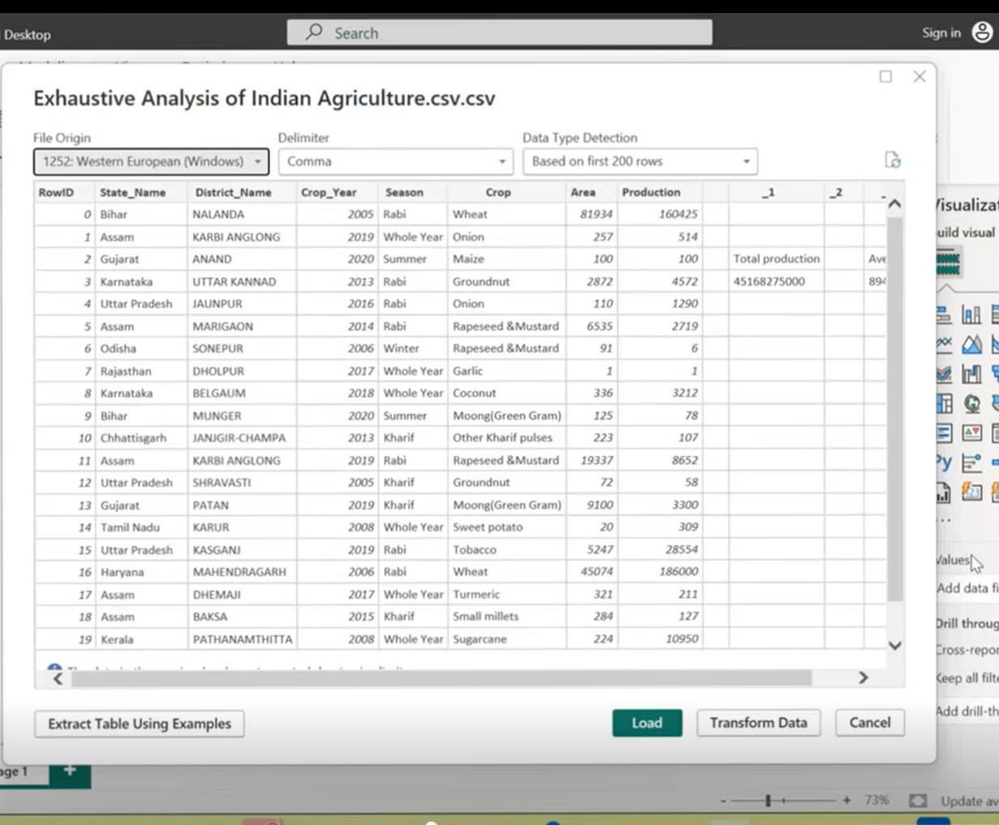 Desktop
Search
Sign in
Exhaustive Analysis of Indian Agriculture.csv.csv
File Origin Delimiter Data Type Detection
1252: Western European (Windows) Comma Based on first 200 rows
RowID State_Name District_Name Crop_Year Season Crop Area Production _1 _2
0 Bihar NALANDA 2005 Rabi Wheat 81934 160425
1 Assam KARBI ANGLONG 2019 Whole Year Onion 257 514
2 Gujarat ANAND 2020 Summer Maize 100 100 Total production Ave
3 Karnataka UTTAR KANNAD 2013 Rabi Groundnut 2872 4572 45168275000 894
4 Uttar Pradesh JAUNPUR 2016 Rabi Onion 110 1290
5 Assam MARIGAON 2014 Rabi Rapeseed &Mustard 6535 2719
6 Odisha SONEPUR 2006 Winter Rapeseed &Mustard 91 6
7 Rajasthan DHOLPUR 2017 Whole Year Garlic 1 1
8 Karnataka BELGAUM 2018 Whole Year Coconut 336 3212
9 Bihar MUNGER 2020 Summer Moong(Green Gram) 125 78
10 Chhattisgarh JANJGIR-CHAMPA 2013 Kharif Other Kharif pulses 223 107
11 Assam KARBI ANGLONG 2019 Rabi Rapeseed &Mustard 19337 8652
12 Uttar Pradesh SHRAVASTI 2005 Kharif Groundnut 72 58
13 Gujarat PATAN 2019 Kharif Moong(Green Gram) 9100 3300
14 Tamil Nadu KARUR 2008 Whole Year Sweet potato 20 309
15 Uttar Pradesh KASGANJ 2019 Rabi Tobacco 5247 28554
16 Haryana MAHENDRAGARH 2006 Rabi Wheat 45074 186000
17 Assam DHEMAJI 2017 Whole Year Turmeric 321 211
18 Assam BAKSA 2015 Kharif Small millets 284 127
19 Kerala PATHANAMTHITTA 2008 Whole Year Sugarcane 224 10950
Extract Table Using Examples Load Transform Data Cancel
isualizat
uild visual
Py
123
...
Values
Add data fi
Drill throug
Cross-repor
Keep all filte
Add drill-th
age 1 +
- + 73% Update av